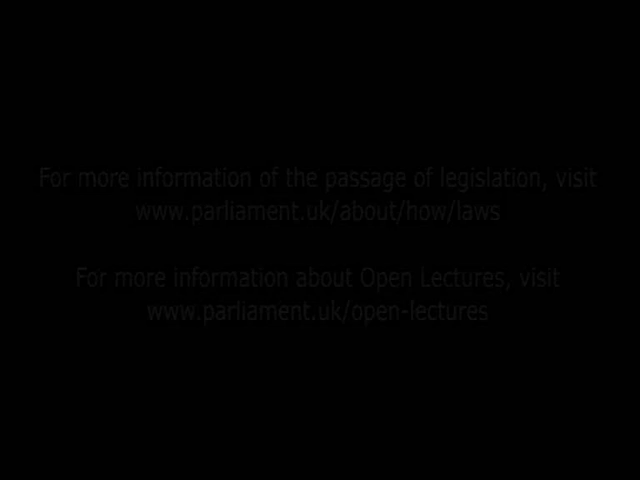 For more information of the passage of legislation, visit
www.parliament.uk/about/how/laws
For more information about Open Lectures, visit
www.parliament.uk/open-lectures